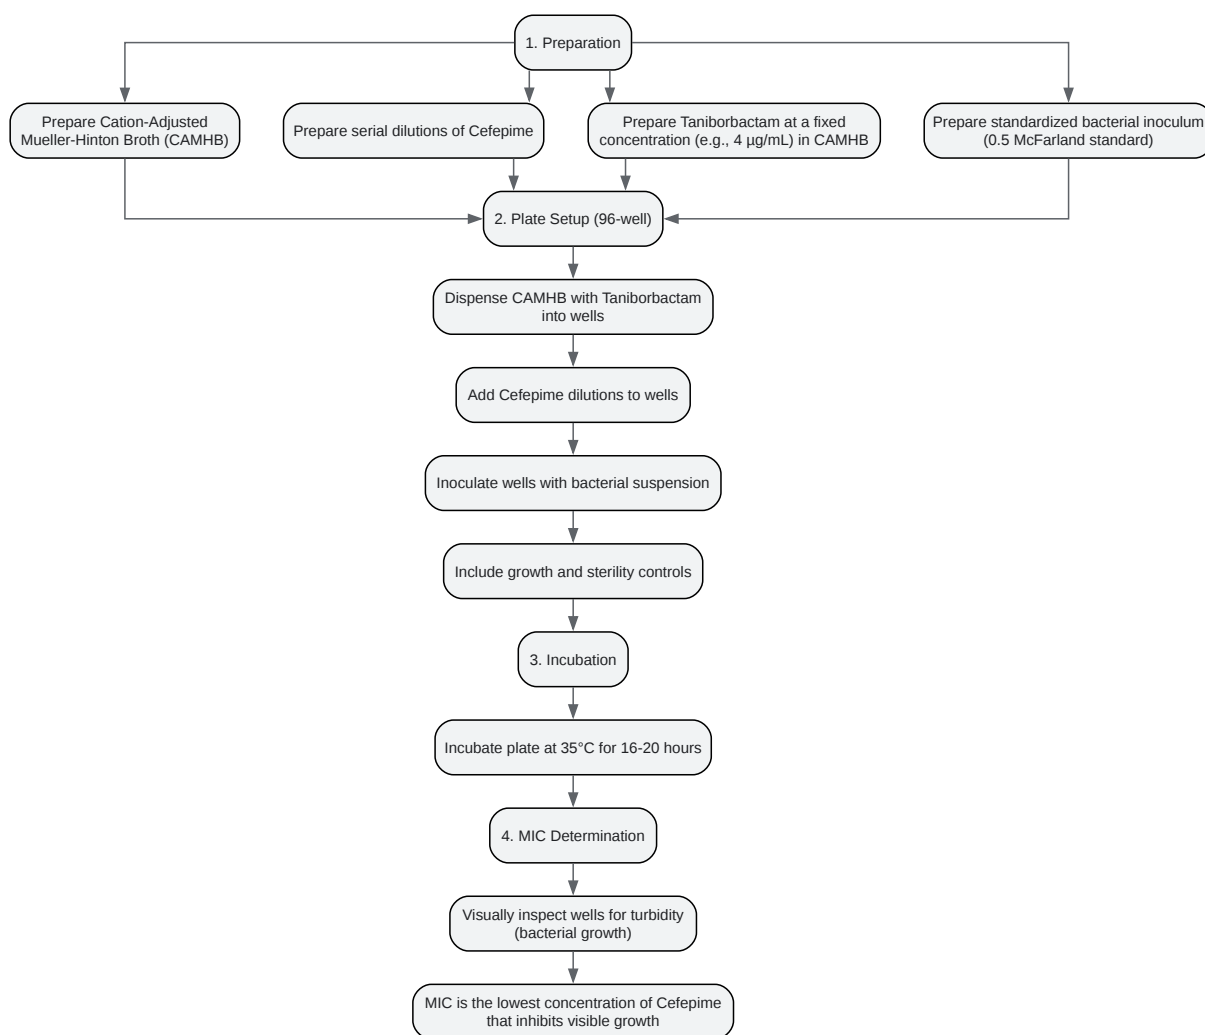 1. Preparation
Prepare Cation-Adjusted
Mueller-Hinton Broth (CAMHB)
Prepare serial dilutions of Cefepime
Prepare Taniborbactam at a fixed
concentration (e.g., 4 µg/mL) in CAMHB
Prepare standardized bacterial inoculum
(0.5 McFarland standard)
2. Plate Setup (96-well)
Dispense CAMHB with Taniborbactam
into wells
Add Cefepime dilutions to wells
Inoculate wells with bacterial suspension
Include growth and sterility controls
3. Incubation
Incubate plate at 35°C for 16-20 hours
4. MIC Determination
Visually inspect wells for turbidity
(bacterial growth)
MIC is the lowest concentration of Cefepime
that inhibits visible growth